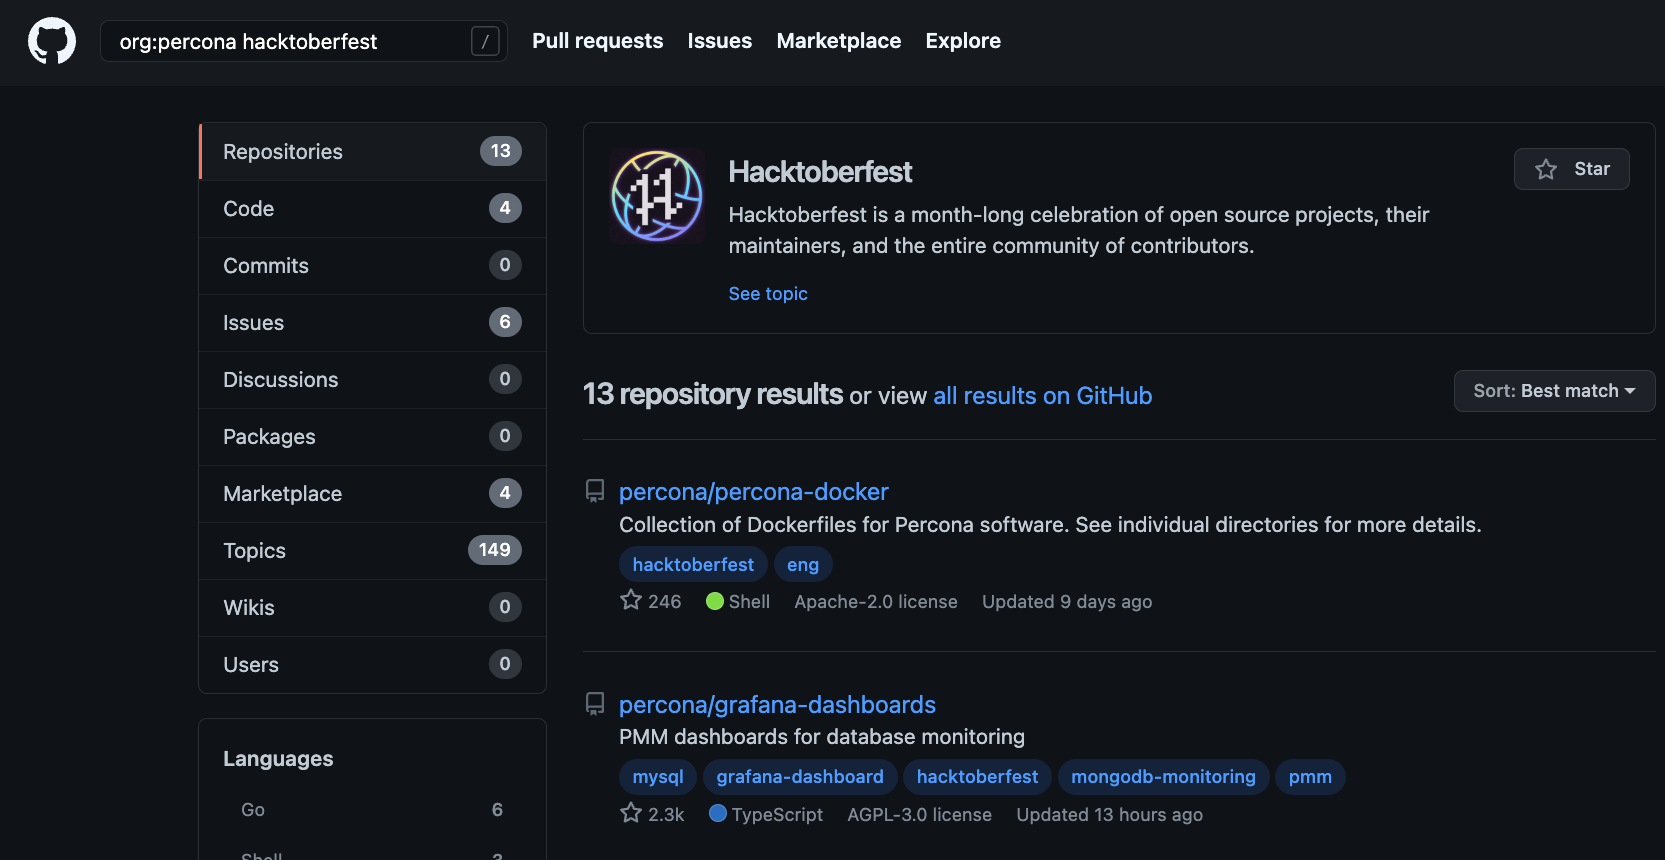 org:percona hacktoberfest / Pull requests Issues Marketplace Explore
Repositories 13
Code 4
Commits 0
Issues 6
Discussions 0
Packages 0
Marketplace 4
Topics 149
Wikis 0
Users 0
Languages
Go 6
Shell 3
Hacktoberfest
Star
Hacktoberfest is a month-long celebration of open source projects, their
maintainers, and the entire community of contributors.
See topic
13 repository results or view all results on GitHub
Sort: Best match
percona/percona-docker
Collection of Dockerfiles for Percona software. See individual directories for more details.
hacktoberfest eng
246 Shell Apache-2.0 license Updated 9 days ago
percona/grafana-dashboards
PMM dashboards for database monitoring
mysql grafana-dashboard hacktoberfest mongodb-monitoring pmm
2.3k TypeScript AGPL-3.0 license Updated 13 hours ago